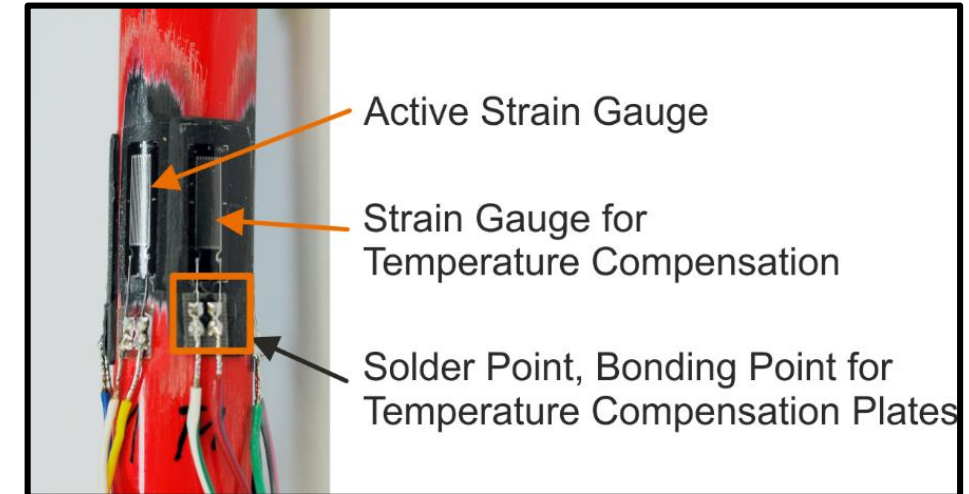 Active Strain Gauge
Strain Gauge for
Temperature Compensation
Solder Point, Bonding Point for
Temperature Compensation Plates